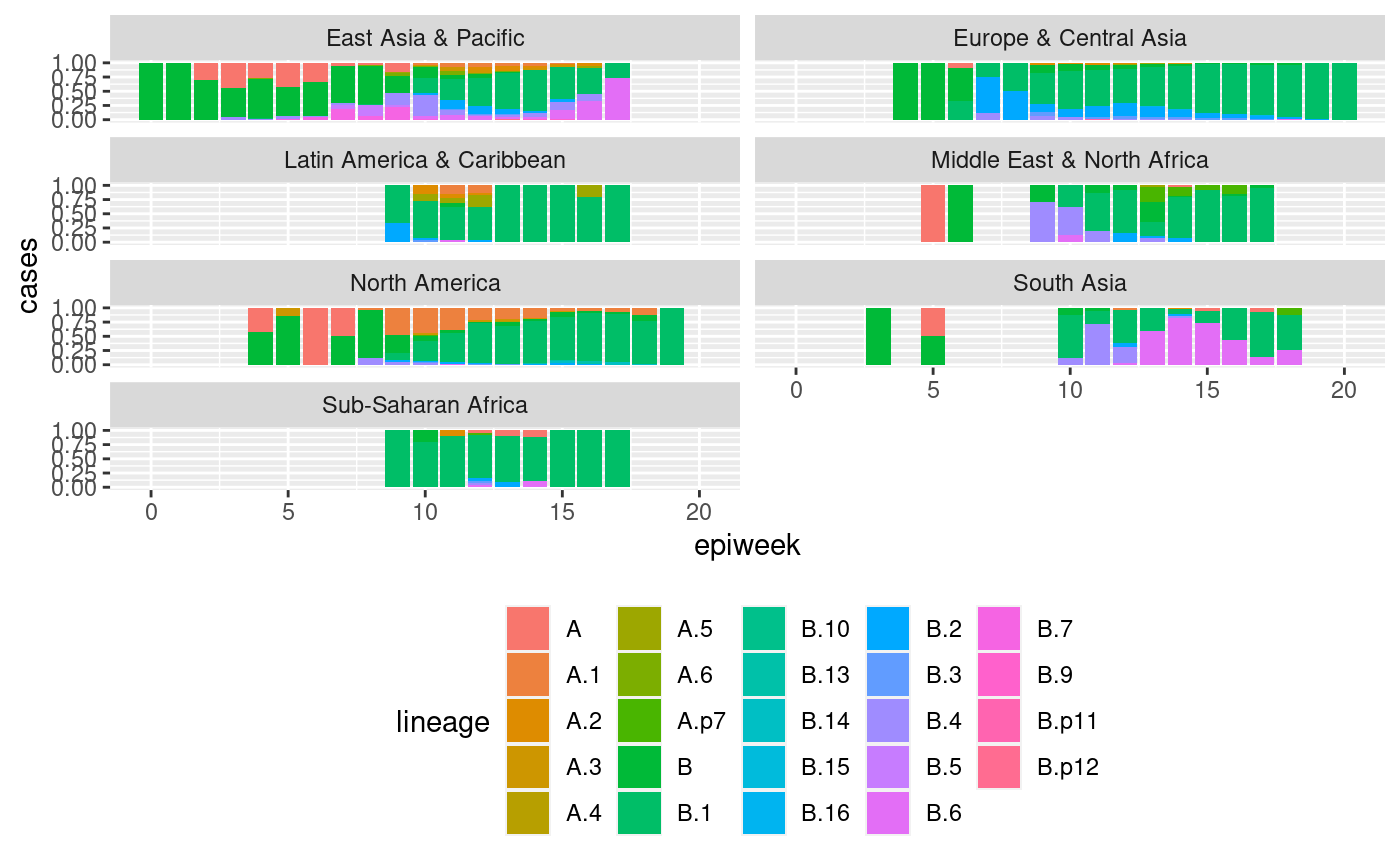 East Asia & Pacific
Europe & Central Asia
1.00
0.75
0.50
0.25
0.00
Latin America & Caribbean
Middle East & North Africa
1.00
0.75
0.50
0.25
0.00
cases
North America
South Asia
1.00
0.75
0.50
0.25
0.00
0 5 10 15 20
Sub-Saharan Africa
1.00
0.75
0.50
0.25
0.00
0 5 10 15 20
epiweek
lineage
A A.5 B.10 B.2 B.7
A.1 A.6 B.13 B.3 B.9
A.2 A.p7 B.14 B.4 B.p11
A.3 B B.15 B.5 B.p12
A.4 B.1 B.16 B.6